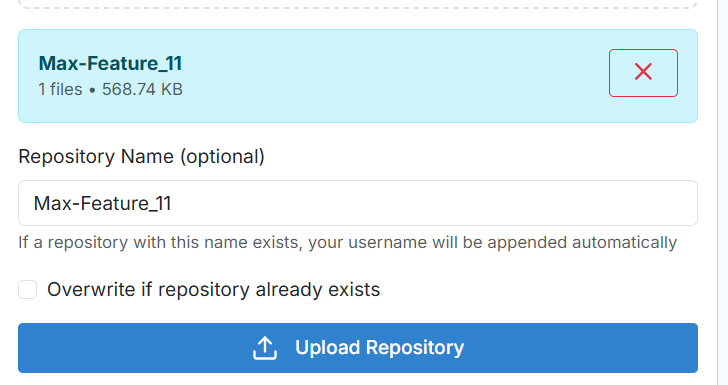 Max-Feature_11
1 files • 568.74 KB
Repository Name (optional)
Max-Feature_11
If a repository with this name exists, your username will be appended automatically
Overwrite if repository already exists
Upload Repository